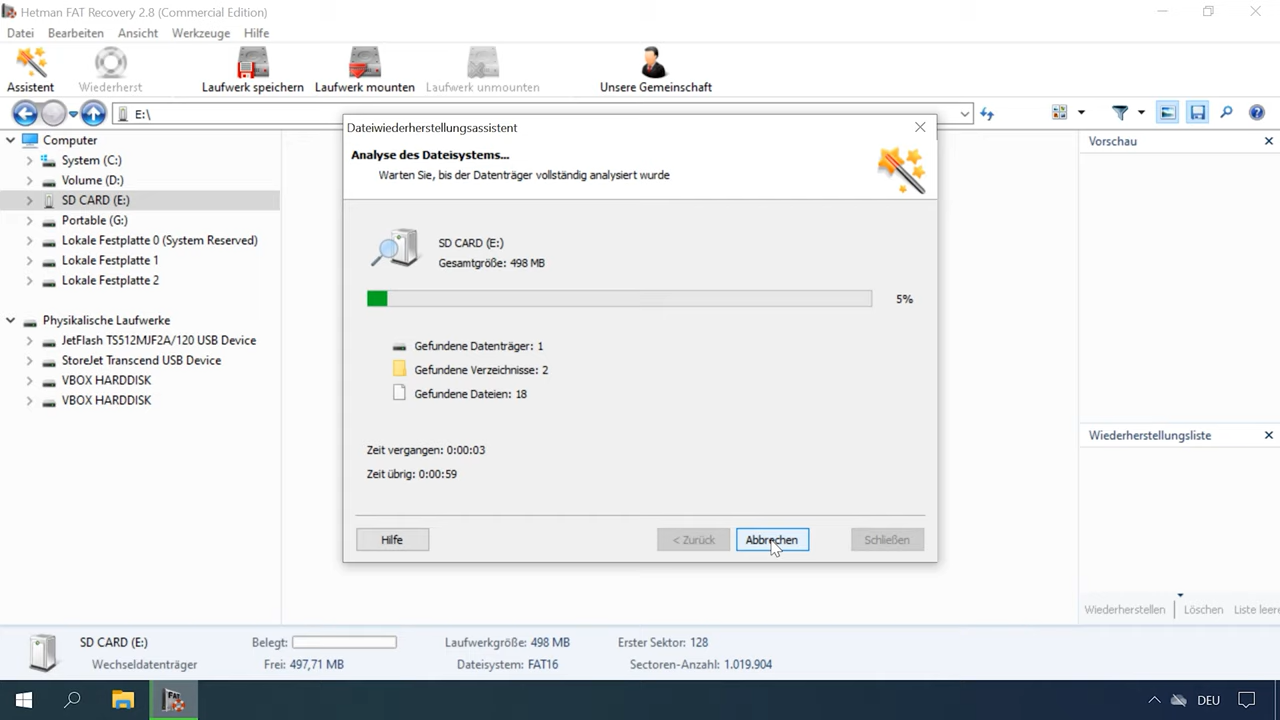 Hetman FAT Recovery 2.8 (Commercial Edition)
Datei Bearbeiten Ansicht Werkzeuge Hilfe
Assistent Wiederherst Laufwerk speichern Laufwerk mounten Laufwerk unmounten Unsere Gemeinschaft
E:\
Computer
System (C:)
Volume (D:)
SD CARD (E:)
Portable (G:)
Lokale Festplatte 0 (System Reserved)
Lokale Festplatte 1
Lokale Festplatte 2
Physikalische Laufwerke
JetFlash TS512MJF2A/120 USB Device
StoreJet Transcend USB Device
VBOX HARDDISK
VBOX HARDDISK
Dateiwiederherstellungsassistent
Analyse des Dateisystems...
Warten Sie, bis der Datenträger vollständig analysiert wurde
SD CARD (E:)
Gesamtgröße: 498 MB
5%
Gefundene Datenträger: 1
Gefundene Verzeichnisse: 2
Gefundene Dateien: 18
Zeit vergangen: 0:00:03
Zeit übrig: 0:00:59
Hilfe < Zurück Abbrechen Schließen
Vorschau
Wiederherstellungsliste
Wiederherstellen Löschen Liste leere
SD CARD (E:) Belegt: Laufwerkgröße: 498 MB Erster Sektor: 128
Wechseldatenträger Frei: 497,71 MB Dateisystem: FAT16 Sectoren-Anzahl: 1.019.904
FAT DEU